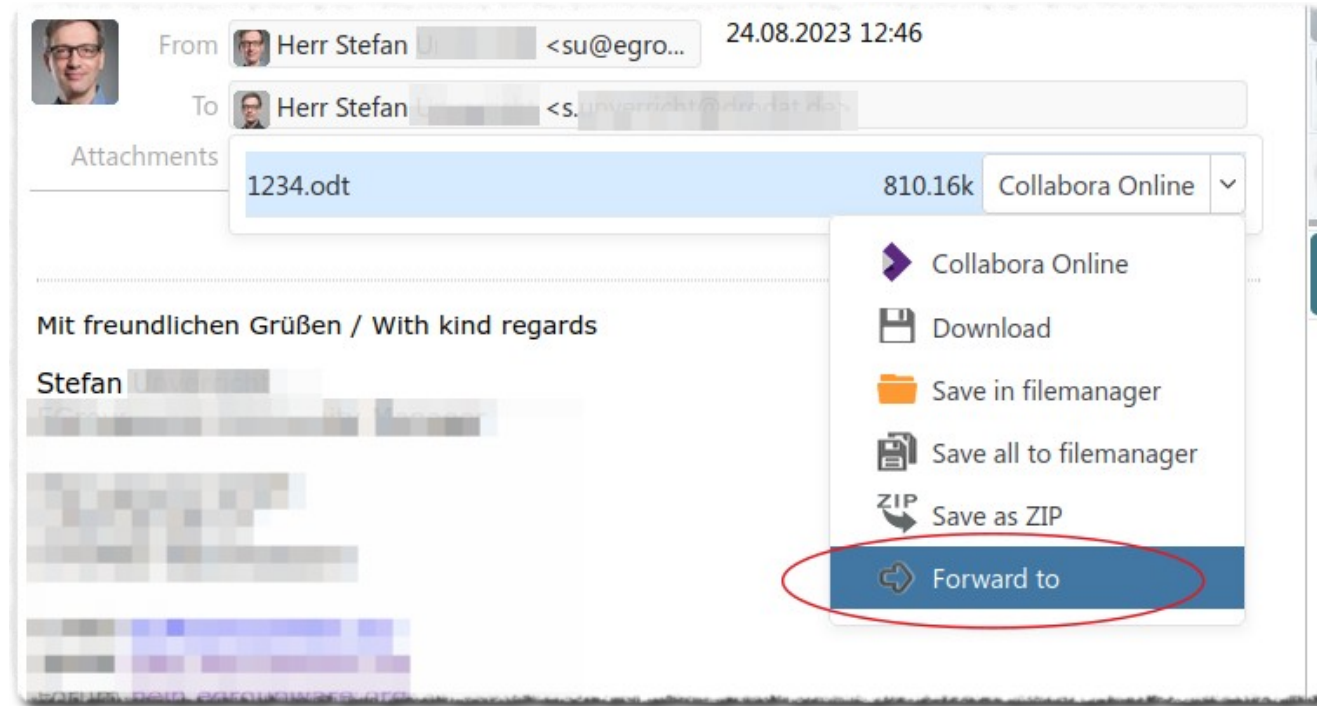 From Herr Stefan <su@egro... 24.08.2023 12:46
To Herr Stefan <s.
Attachments
1234.odt 810.16k Collabora Online
Collabora Online
Download
Save in filemanager
Save all to filemanager
ZIP Save as ZIP
Forward to
Mit freundlichen Grüßen / With kind regards
Stefan